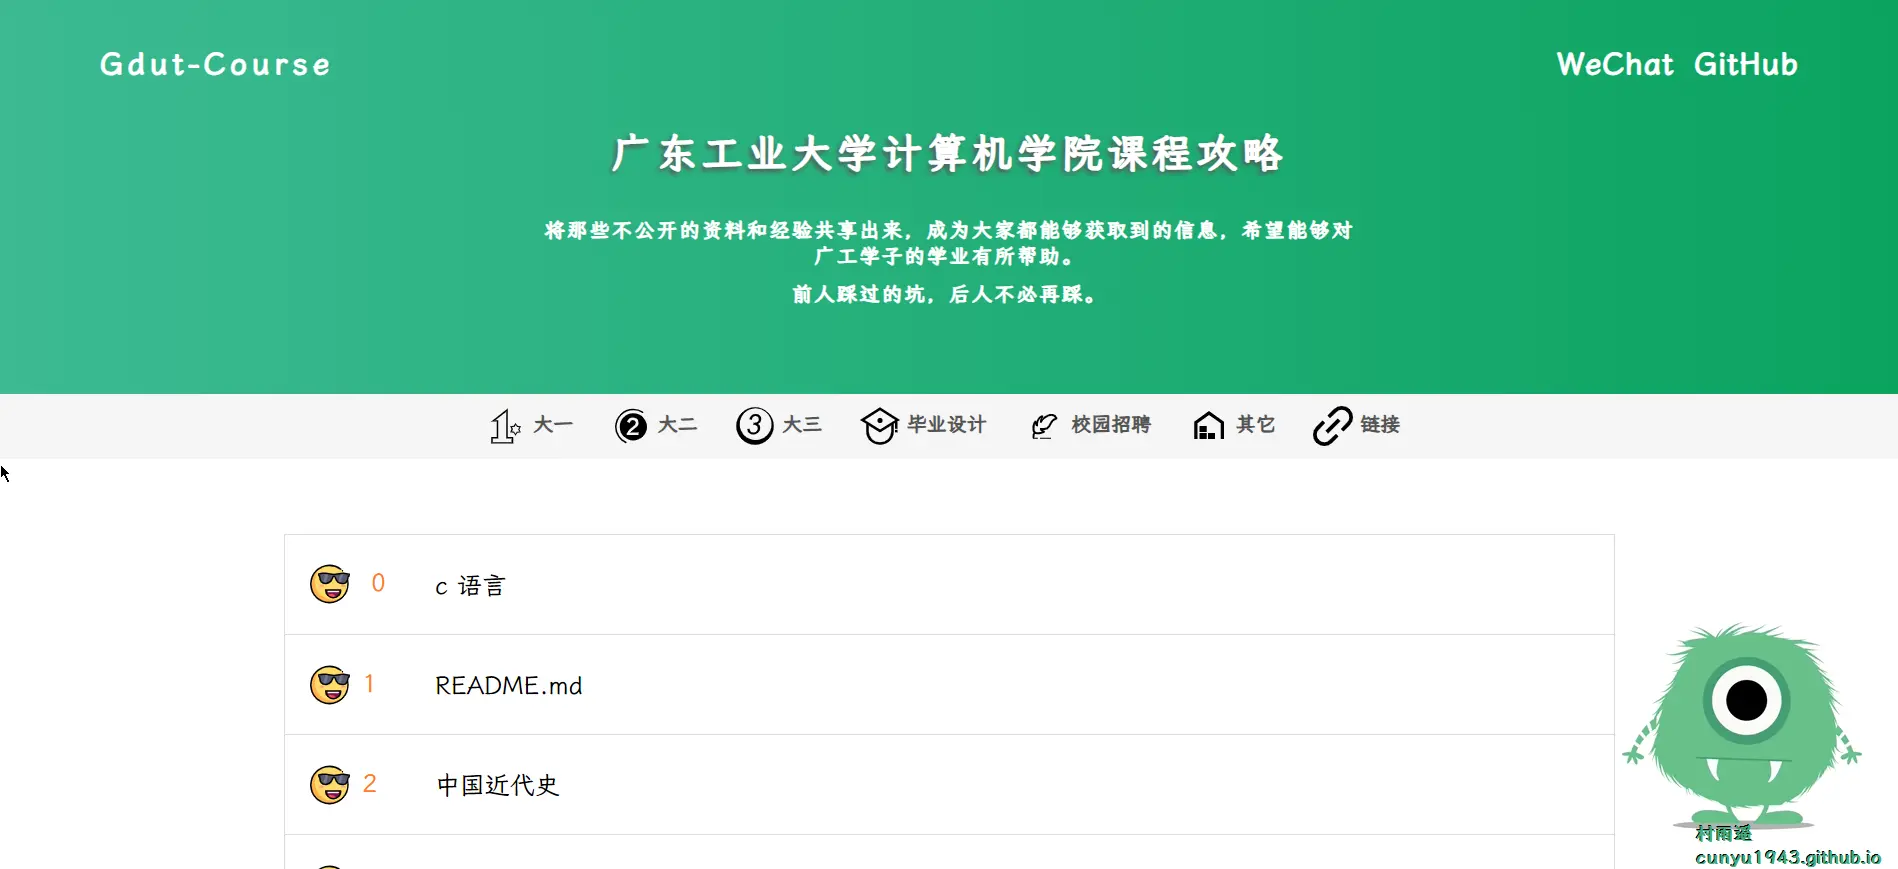 Gdut-Course
WeChat GitHub
广东工业大学计算机学院课程攻略
将那些不公开的资料和经验共享出来，成为大家都能够获取到的信息，希望能够对
广工学子的学业有所帮助。
前人踩过的坑，后人不必再踩。
1 大一 2 大二 3 大三 毕业设计 校园招聘 其它 链接
0 c 语言
1 README.md
2 中国近代史
村雨遥
cunyu1943.github.io